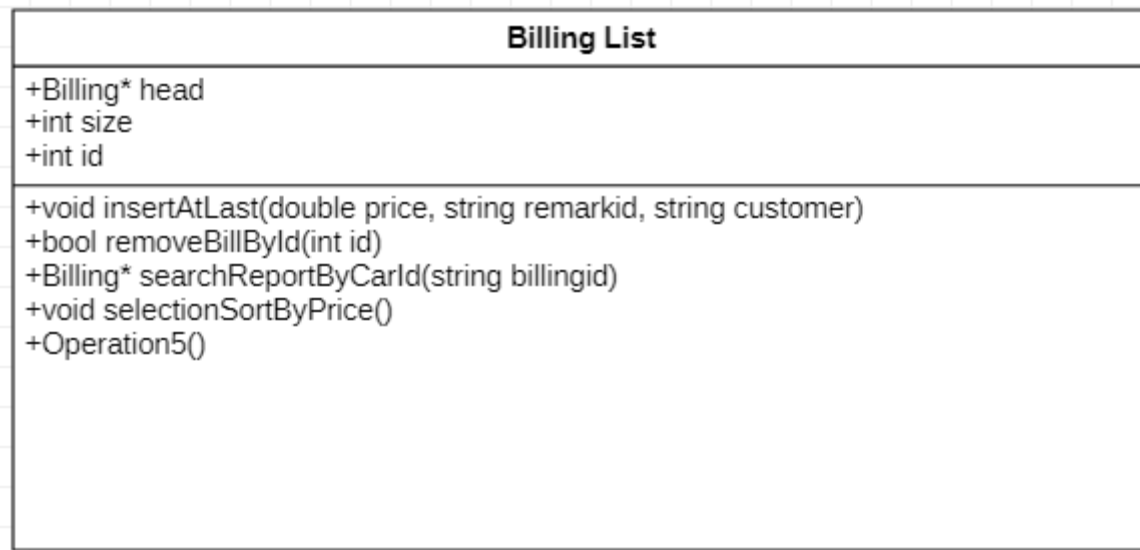 Billing List
+Billing* head
+int size
+int id
+void insertAtLast(double price, string remarkid, string customer)
+bool removeBillById(int id)
+Billing* searchReportByCarId(string billingid)
+void selectionSortByPrice()
+Operation5()